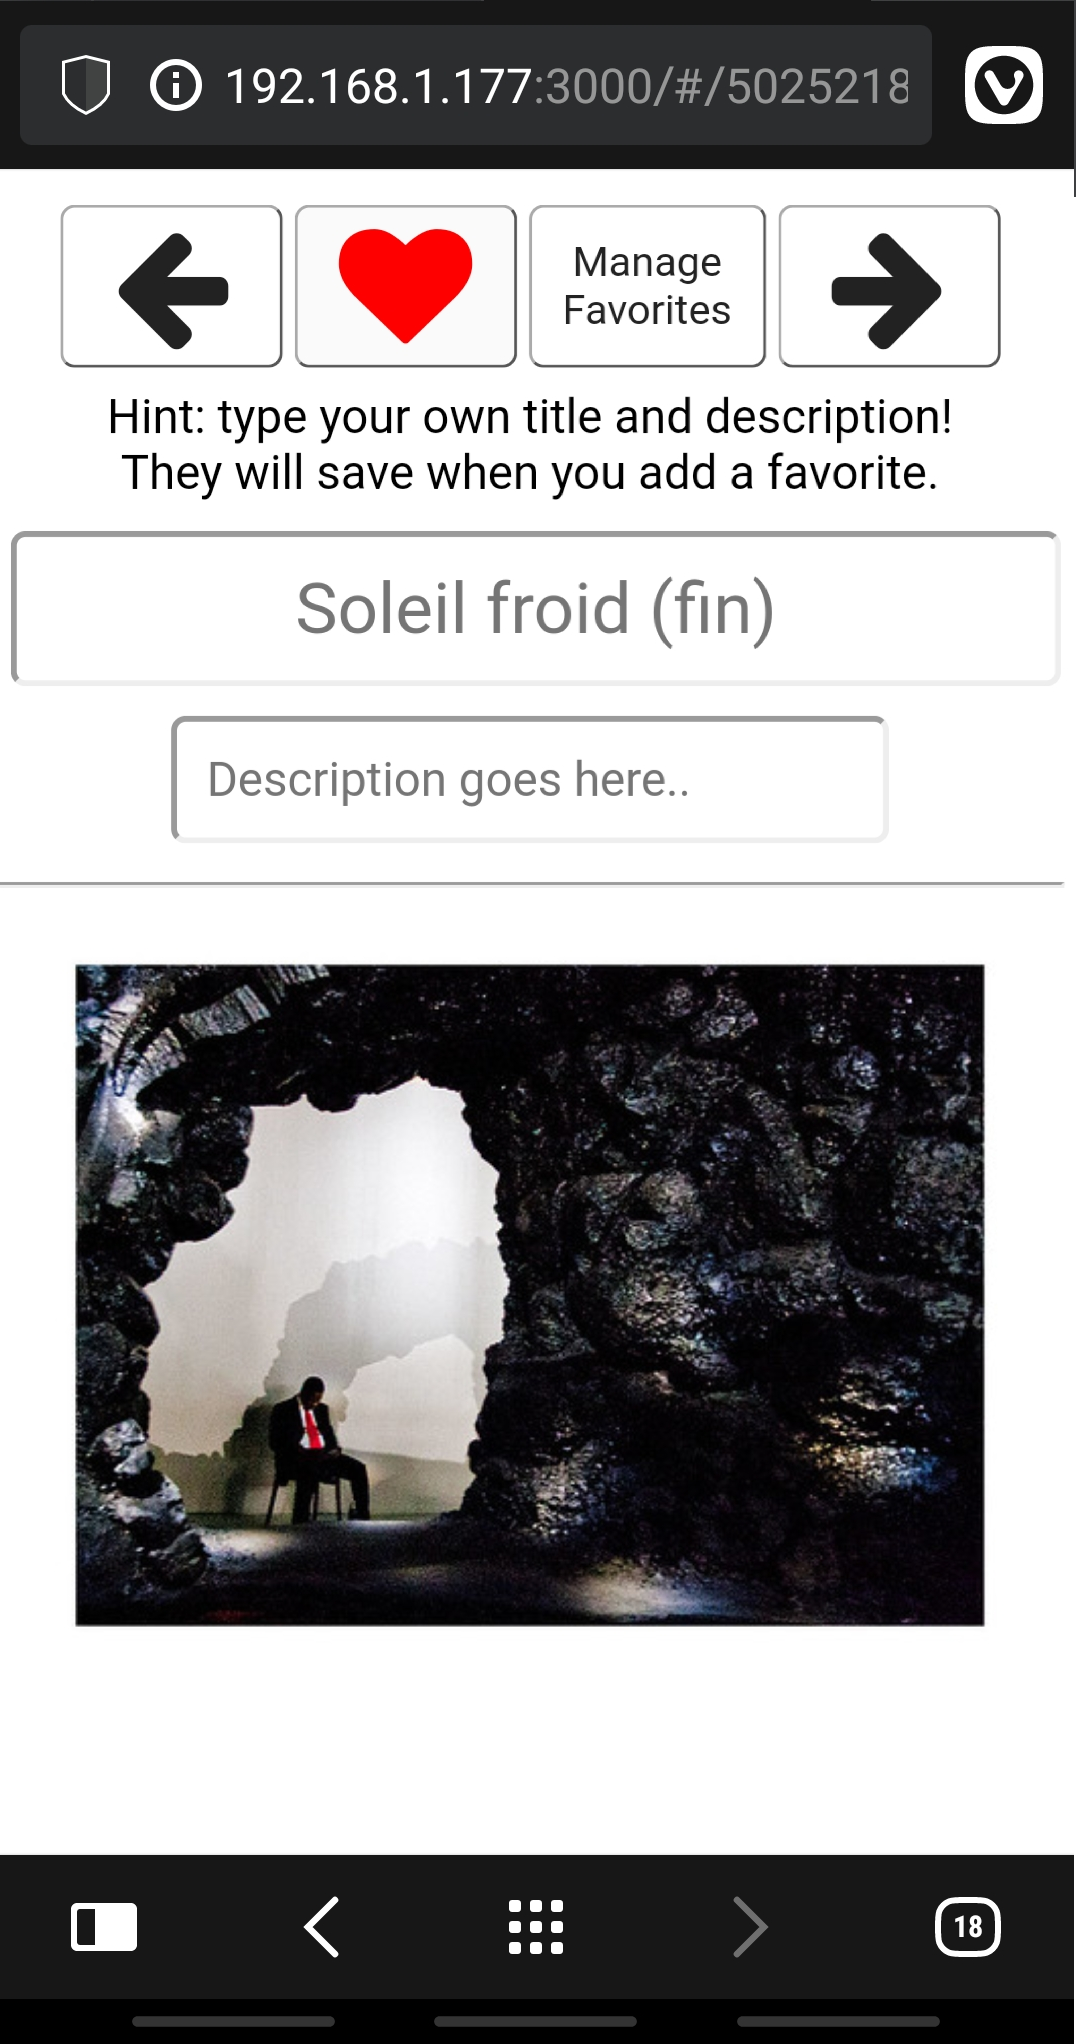 192.168.1.177:3000/#/5025218
Manage
Favorites
Hint: type your own title and description!
They will save when you add a favorite.
Soleil froid (fin)
Description goes here..
18